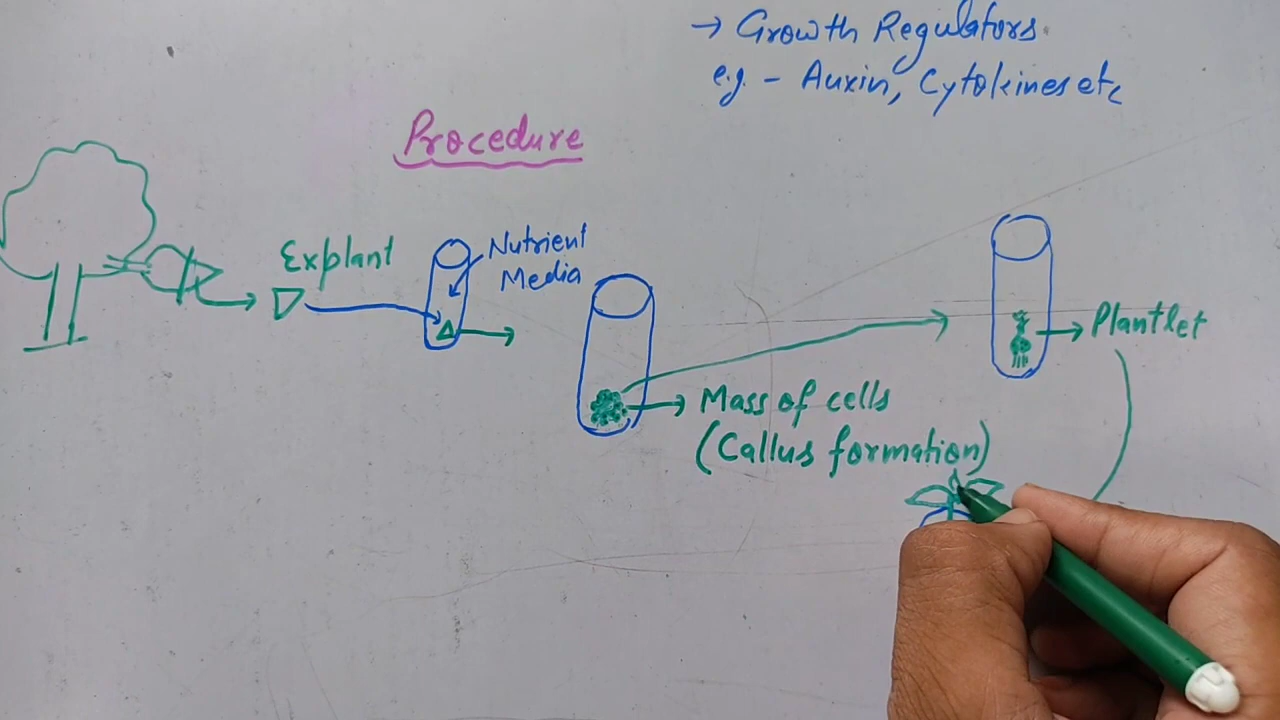 → Growth Regulators.
e.g. - Auxin, Cytokines etc
Procedure
Explant
Nutrient
Media
Plantlet
Mass of cells
(Callus formation)